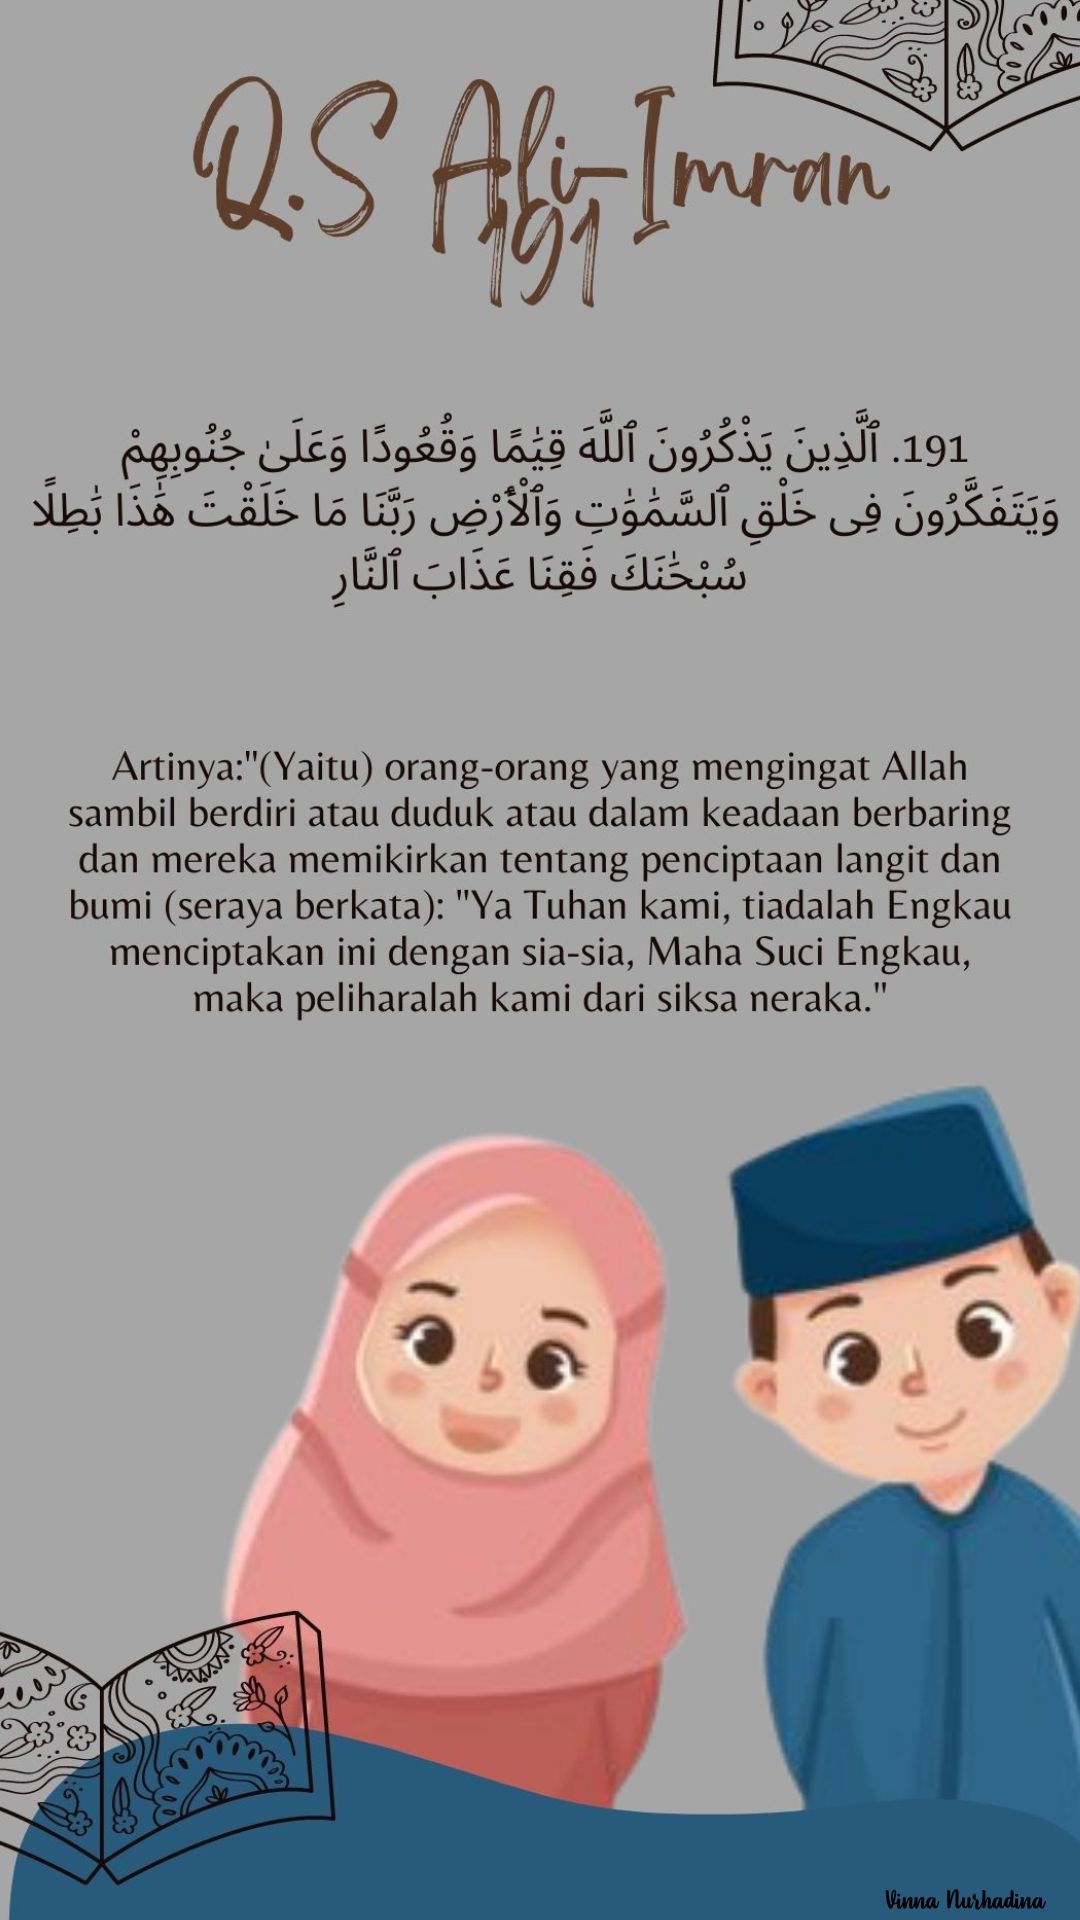 Q.S Ali-Imran
191
191. ٱلَّذِينَ يَذْكُرُونَ ٱللَّهَ قِيَٰمًا وَقُعُودًا وَعَلَىٰ جُنُوبِهِمْ
وَيَتَفَكَّرُونَ فِى خَلْقِ ٱلسَّمَٰوَٰتِ وَٱلْأَرْضِ رَبَّنَا مَا خَلَقْتَ هَٰذَا بَٰطِلًا
سُبْحَٰنَكَ فَقِنَا عَذَابَ ٱلنَّارِ
Artinya:"(Yaitu) orang-orang yang mengingat Allah
sambil berdiri atau duduk atau dalam keadaan berbaring
dan mereka memikirkan tentang penciptaan langit dan
bumi (seraya berkata): "Ya Tuhan kami, tiadalah Engkau
menciptakan ini dengan sia-sia, Maha Suci Engkau,
maka peliharalah kami dari siksa neraka."
Vinna Nurhadina